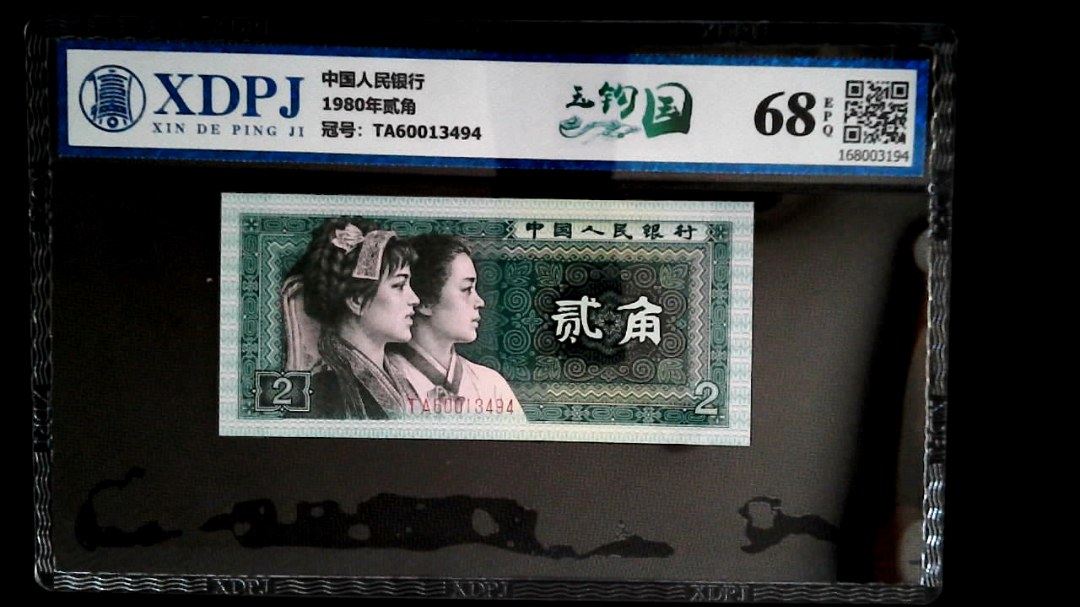 XDPJ
XIN DE PING JI
中国人民银行
1980年贰角
冠号: TA60013494
玉钩国
68
EPQ
168003194
中国人民银行
贰角
2
TA60013494
2
XDPJ
XDPJ
XDPJ